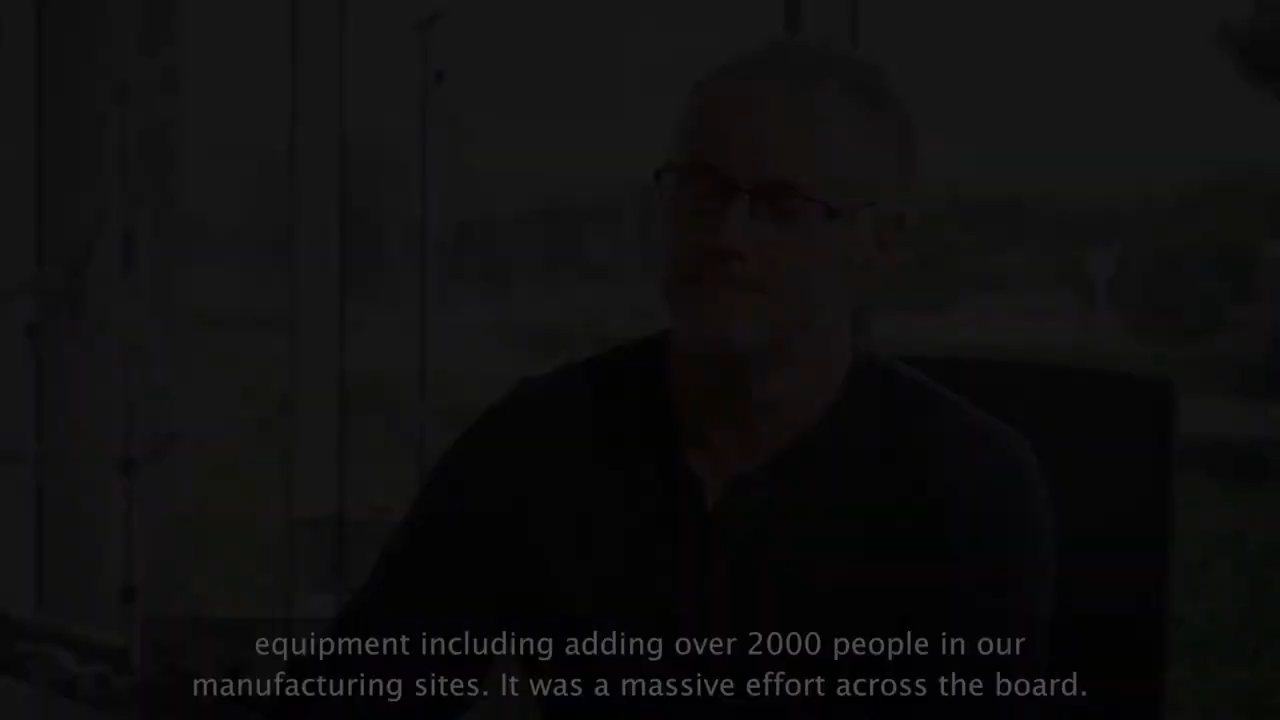 equipment including adding over 2000 people in our
manufacturing sites. It was a massive effort across the board.